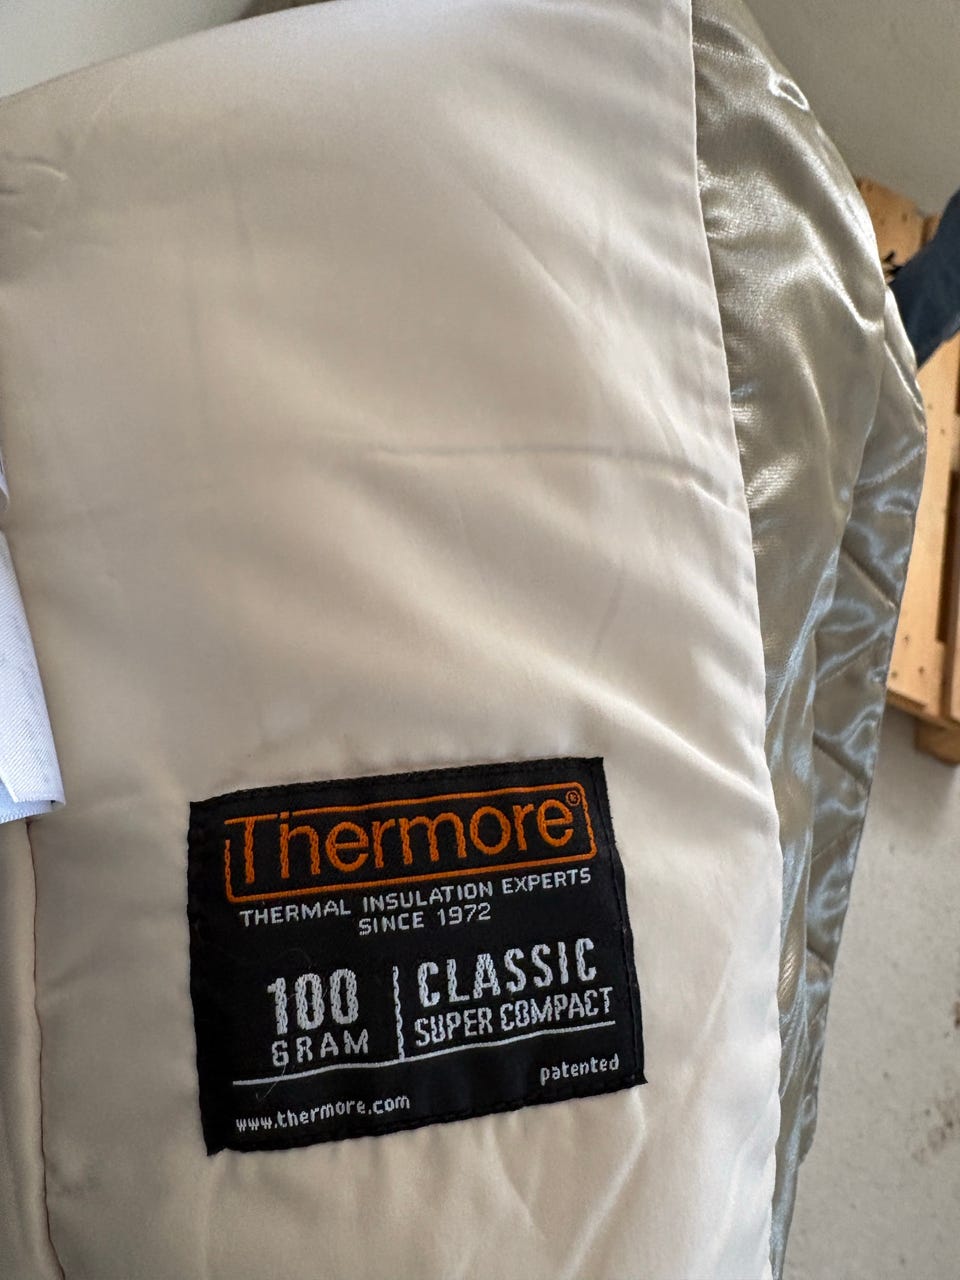 Thermore®
THERMAL INSULATION EXPERTS
SINCE 1972
100
GRAM
CLASSIC
SUPER COMPACT
patented
www.thermore.com